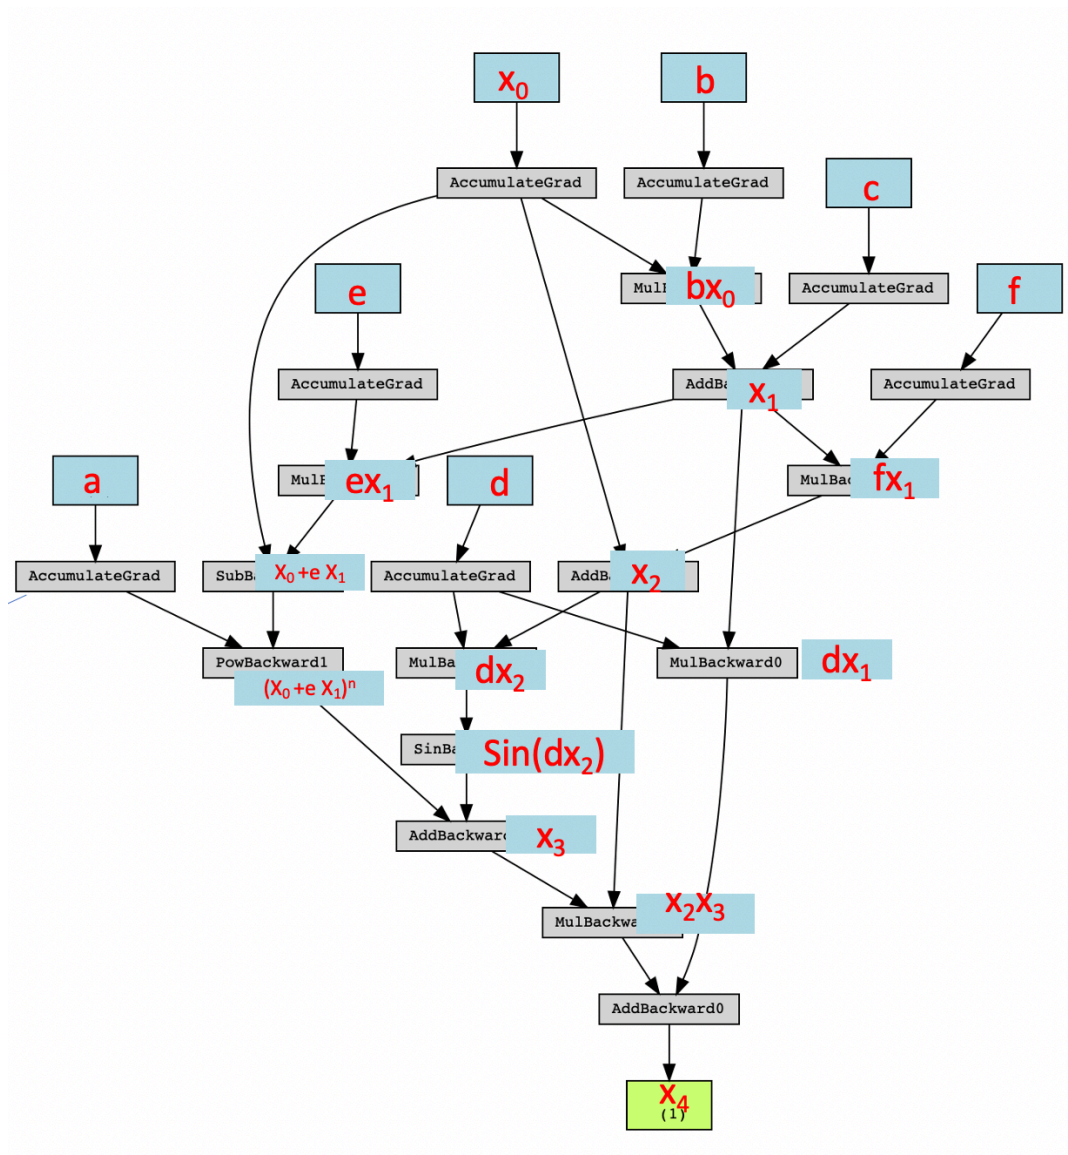 x₀
b
AccumulateGrad
AccumulateGrad
c
e
bx₀
AccumulateGrad
f
AccumulateGrad
x₁
AccumulateGrad
a
ex₁
d
fx₁
AccumulateGrad
X₀ +e X₁
AccumulateGrad
x₂
PowBackward1
dx₂
MulBackward0
dx₁
(X₀ +e X₁)ⁿ
Sin(dx₂)
x₃
x₂x₃
AddBackward0
x₄
(1)